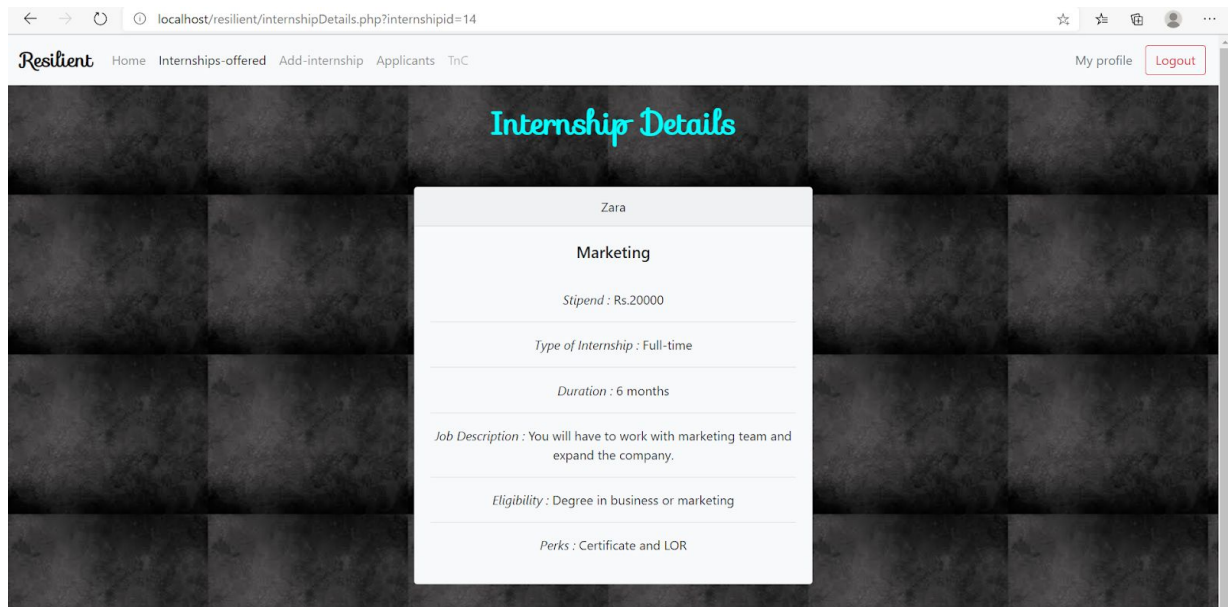 localhost/resilient/internshipDetails.php?internshipid=14
Resilient Home Internships-offered Add-internship Applicants TnC My profile Logout
Internship Details
Zara
Marketing
Stipend : Rs.20000
Type of Internship : Full-time
Duration : 6 months
Job Description : You will have to work with marketing team and
expand the company.
Eligibility : Degree in business or marketing
Perks : Certificate and LOR